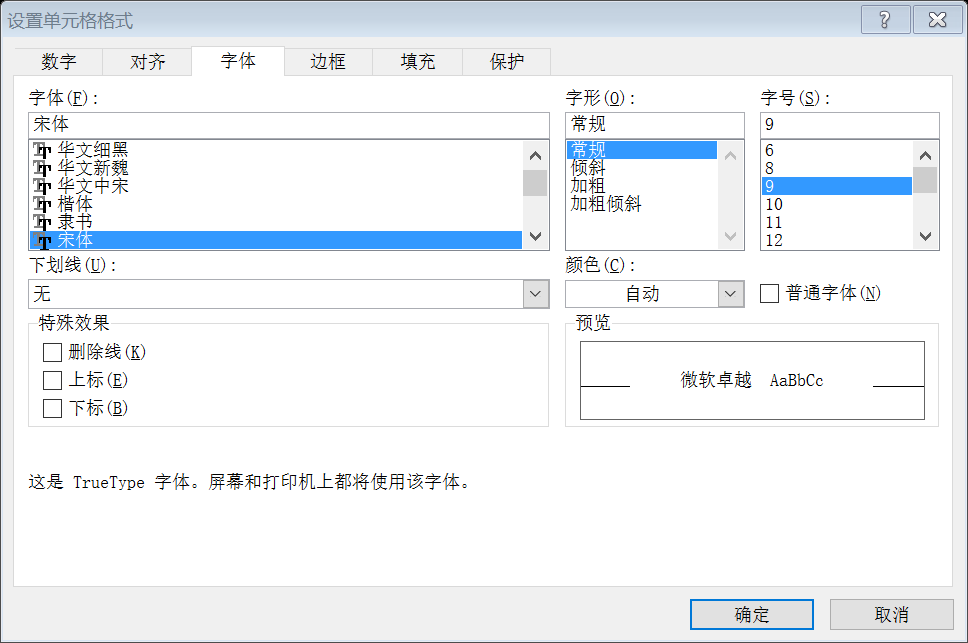 设置单元格格式
数字 对齐 字体 边框 填充 保护
字体(F): 字形(O): 字号(S):
宋体 常规 9
华文细黑 常规 6
华文新魏 倾斜 8
华文中宋 加粗 9
楷体 加粗倾斜 10
隶书 11
宋体 12
下划线(U): 颜色(C):
无 自动 普通字体(N)
特殊效果 预览
删除线(K)
上标(E) 微软卓越 AaBbCc
下标(B)
这是 TrueType 字体。屏幕和打印机上都将使用该字体。
确定 取消